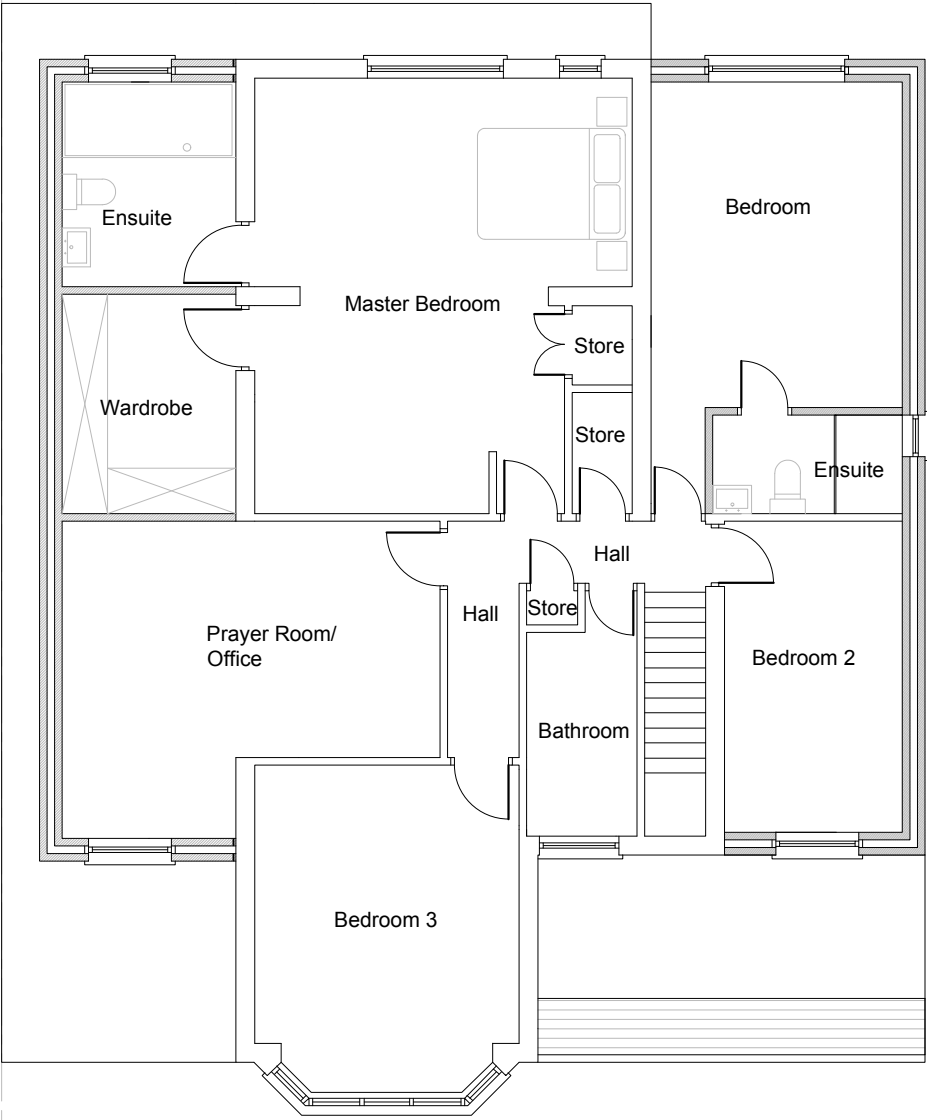 Bedroom
Ensuite
Master Bedroom
Store
Wardrobe
Store
Ensuite
Hall
Store
Hall
Prayer Room/
Office
Bedroom 2
Bathroom
Bedroom 3